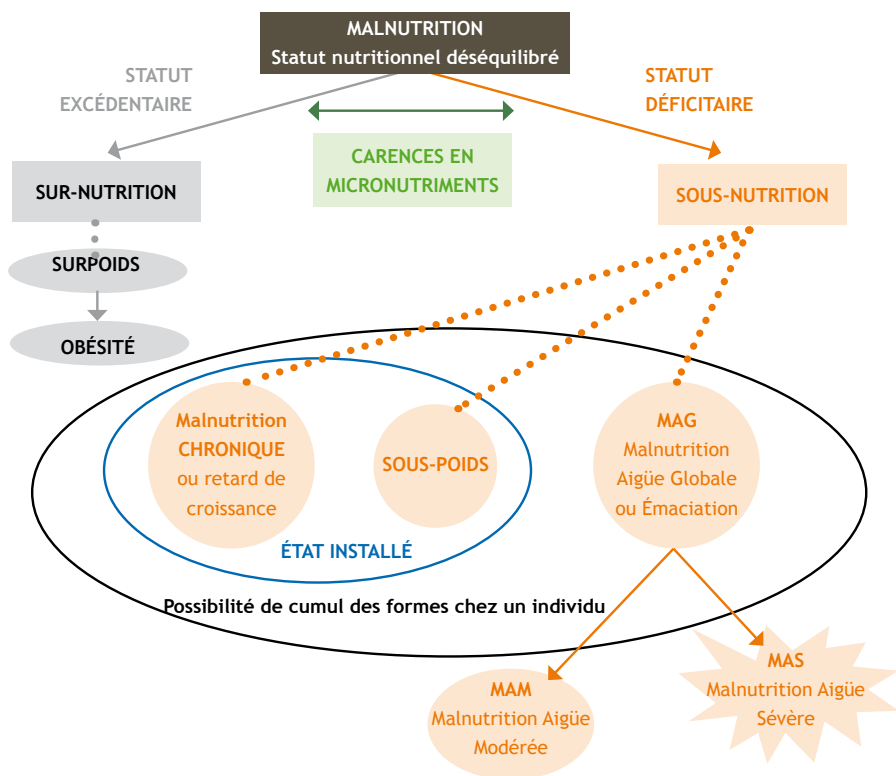 MALNUTRITION
Statut nutritionnel déséquilibré
STATUT
EXCÉDENTAIRE
STATUT
DÉFICITAIRE
CARENCES EN
MICRONUTRIMENTS
SUR-NUTRITION
SOUS-NUTRITION
SURPOIDS
OBÉSITÉ
Malnutrition
CHRONIQUE
ou retard de
croissance
SOUS-POIDS
MAG
Malnutrition
Aigüe Globale
ou Émaciation
ÉTAT INSTALLÉ
Possibilité de cumul des formes chez un individu
MAM
Malnutrition Aigüe
Modérée
MAS
Malnutrition Aigüe
Sévère